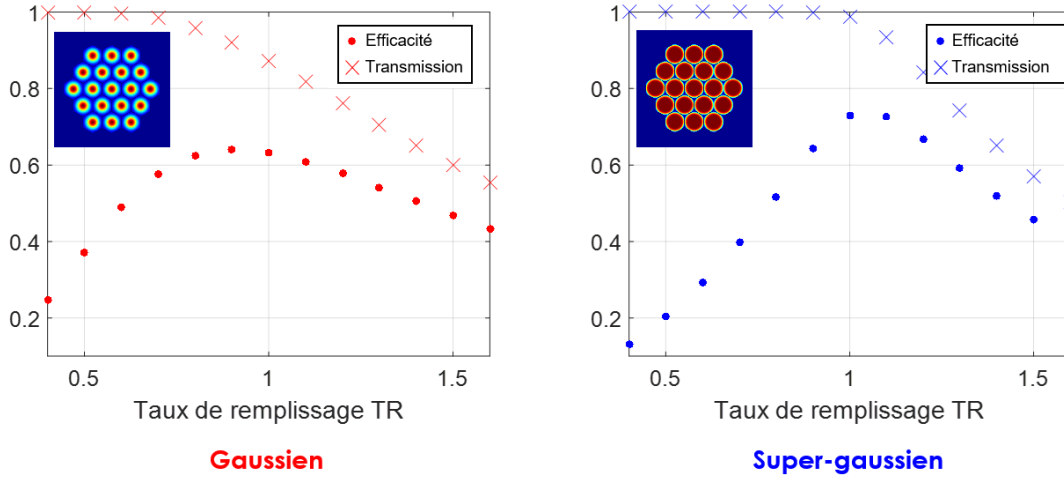 1
0.8
0.6
0.4
0.2
Efficacité
Transmission
0.5
1
1.5
Taux de remplissage TR
Gaussien
1
0.8
0.6
0.4
0.2
Efficacité
Transmission
0.5
1
1.5
Taux de remplissage TR
Super-gaussien